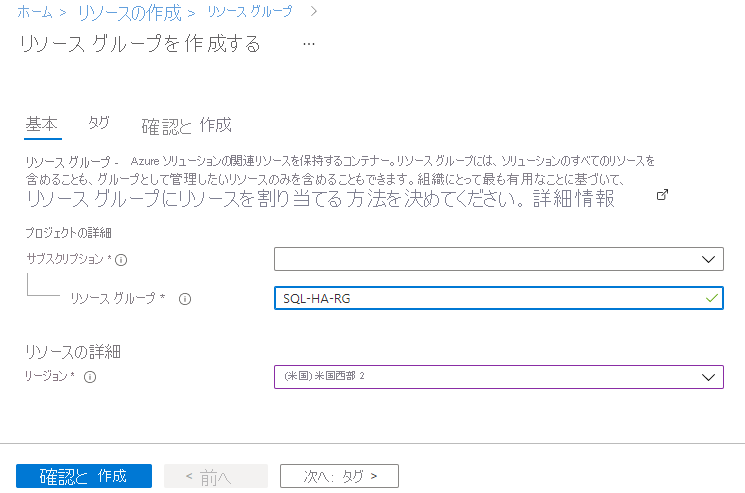 ホーム > リソースの作成 > リソース グループ >
リソース グループを作成する ...
基本 タグ 確認と 作成
リソース グループ - Azure ソリューションの関連リソースを保持するコンテナー。リソース グループには、ソリューションのすべてのリソースを
含めることも、グループとして管理したいリソースのみを含めることもできます。組織にとって最も有用なことに基づいて、
リソース グループにリソースを割り当てる方法を決めてください。詳細情報
プロジェクトの詳細
サブスクリプション *
リソース グループ * SQL-HA-RG
リソースの詳細
リージョン * (米国) 米国西部 2
確認と 作成 < 前へ 次へ: タグ >